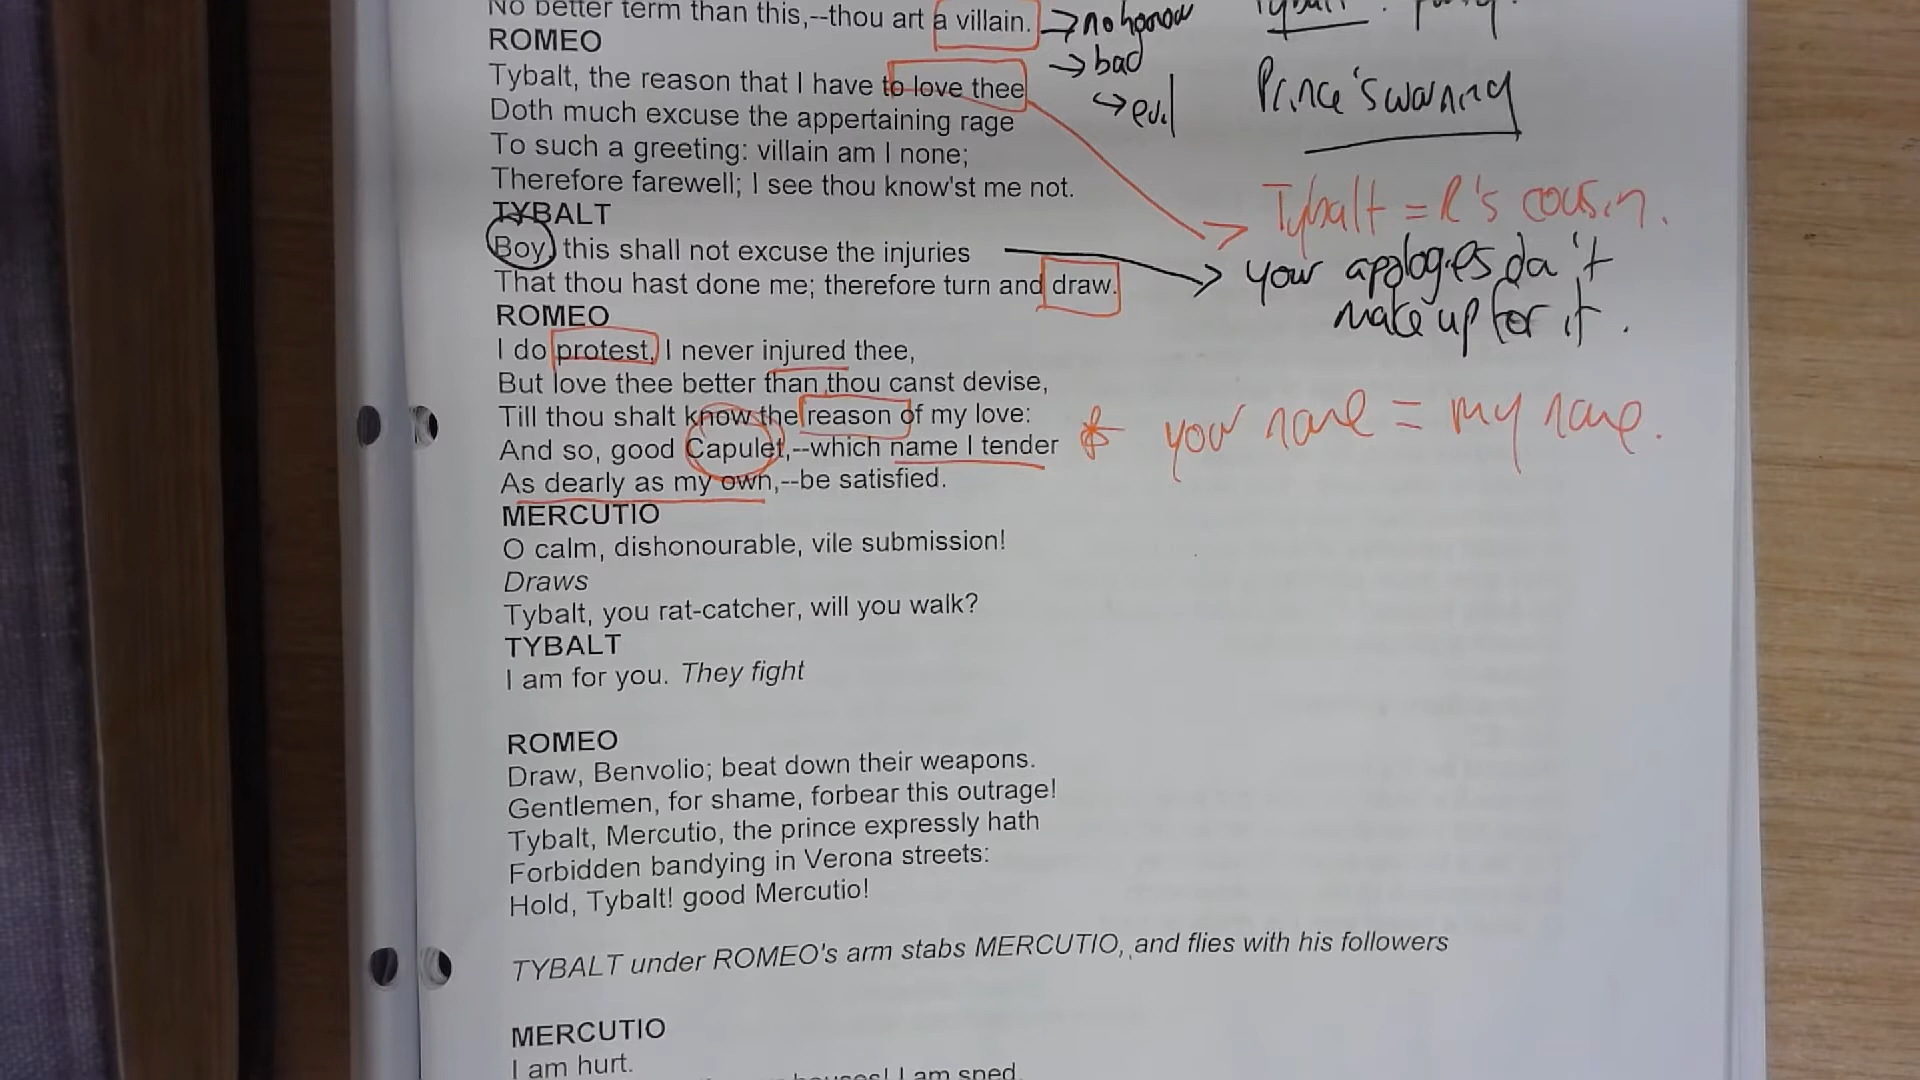 No better term than this,--thou art a villain. → no honour
ROMEO
→ bad
Tybalt, the reason that I have to love thee
→ evil
Prince's warning
Doth much excuse the appertaining rage
To such a greeting: villain am I none;
Therefore farewell; I see thou know'st me not.
Tybalt = R's cousin.
TYBALT
Boy, this shall not excuse the injuries
your apologies don't
That thou hast done me; therefore turn and draw.
make up for it.
ROMEO
I do protest, I never injured thee,
But love thee better than thou canst devise,
Till thou shalt know the reason of my love:
* your name = my name.
And so, good Capulet,--which name I tender
As dearly as my own,--be satisfied.
MERCUTIO
O calm, dishonourable, vile submission!
Draws
Tybalt, you rat-catcher, will you walk?
TYBALT
I am for you. They fight
ROMEO
Draw, Benvolio; beat down their weapons.
Gentlemen, for shame, forbear this outrage!
Tybalt, Mercutio, the prince expressly hath
Forbidden bandying in Verona streets:
Hold, Tybalt! good Mercutio!
TYBALT under ROMEO's arm stabs MERCUTIO, and flies with his followers
MERCUTIO
I am hurt.
houses! I am sped.